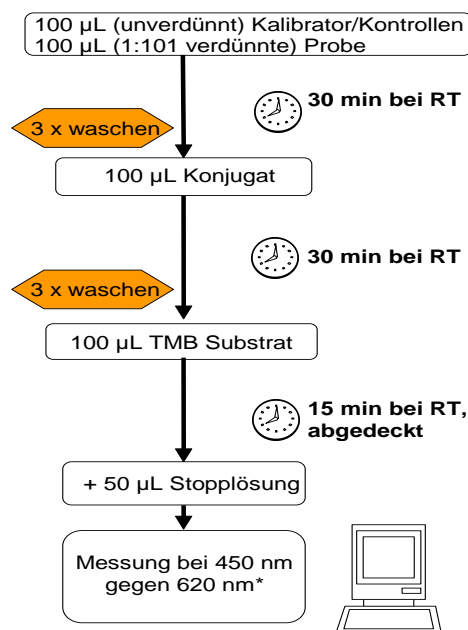 100 µL (unverdünnt) Kalibrator/Kontrollen
100 µL (1:101 verdünnte) Probe
30 min bei RT
3 x waschen
100 µL Konjugat
30 min bei RT
3 x waschen
100 µL TMB Substrat
15 min bei RT,
abgedeckt
+ 50 µL Stopplösung
Messung bei 450 nm
gegen 620 nm*